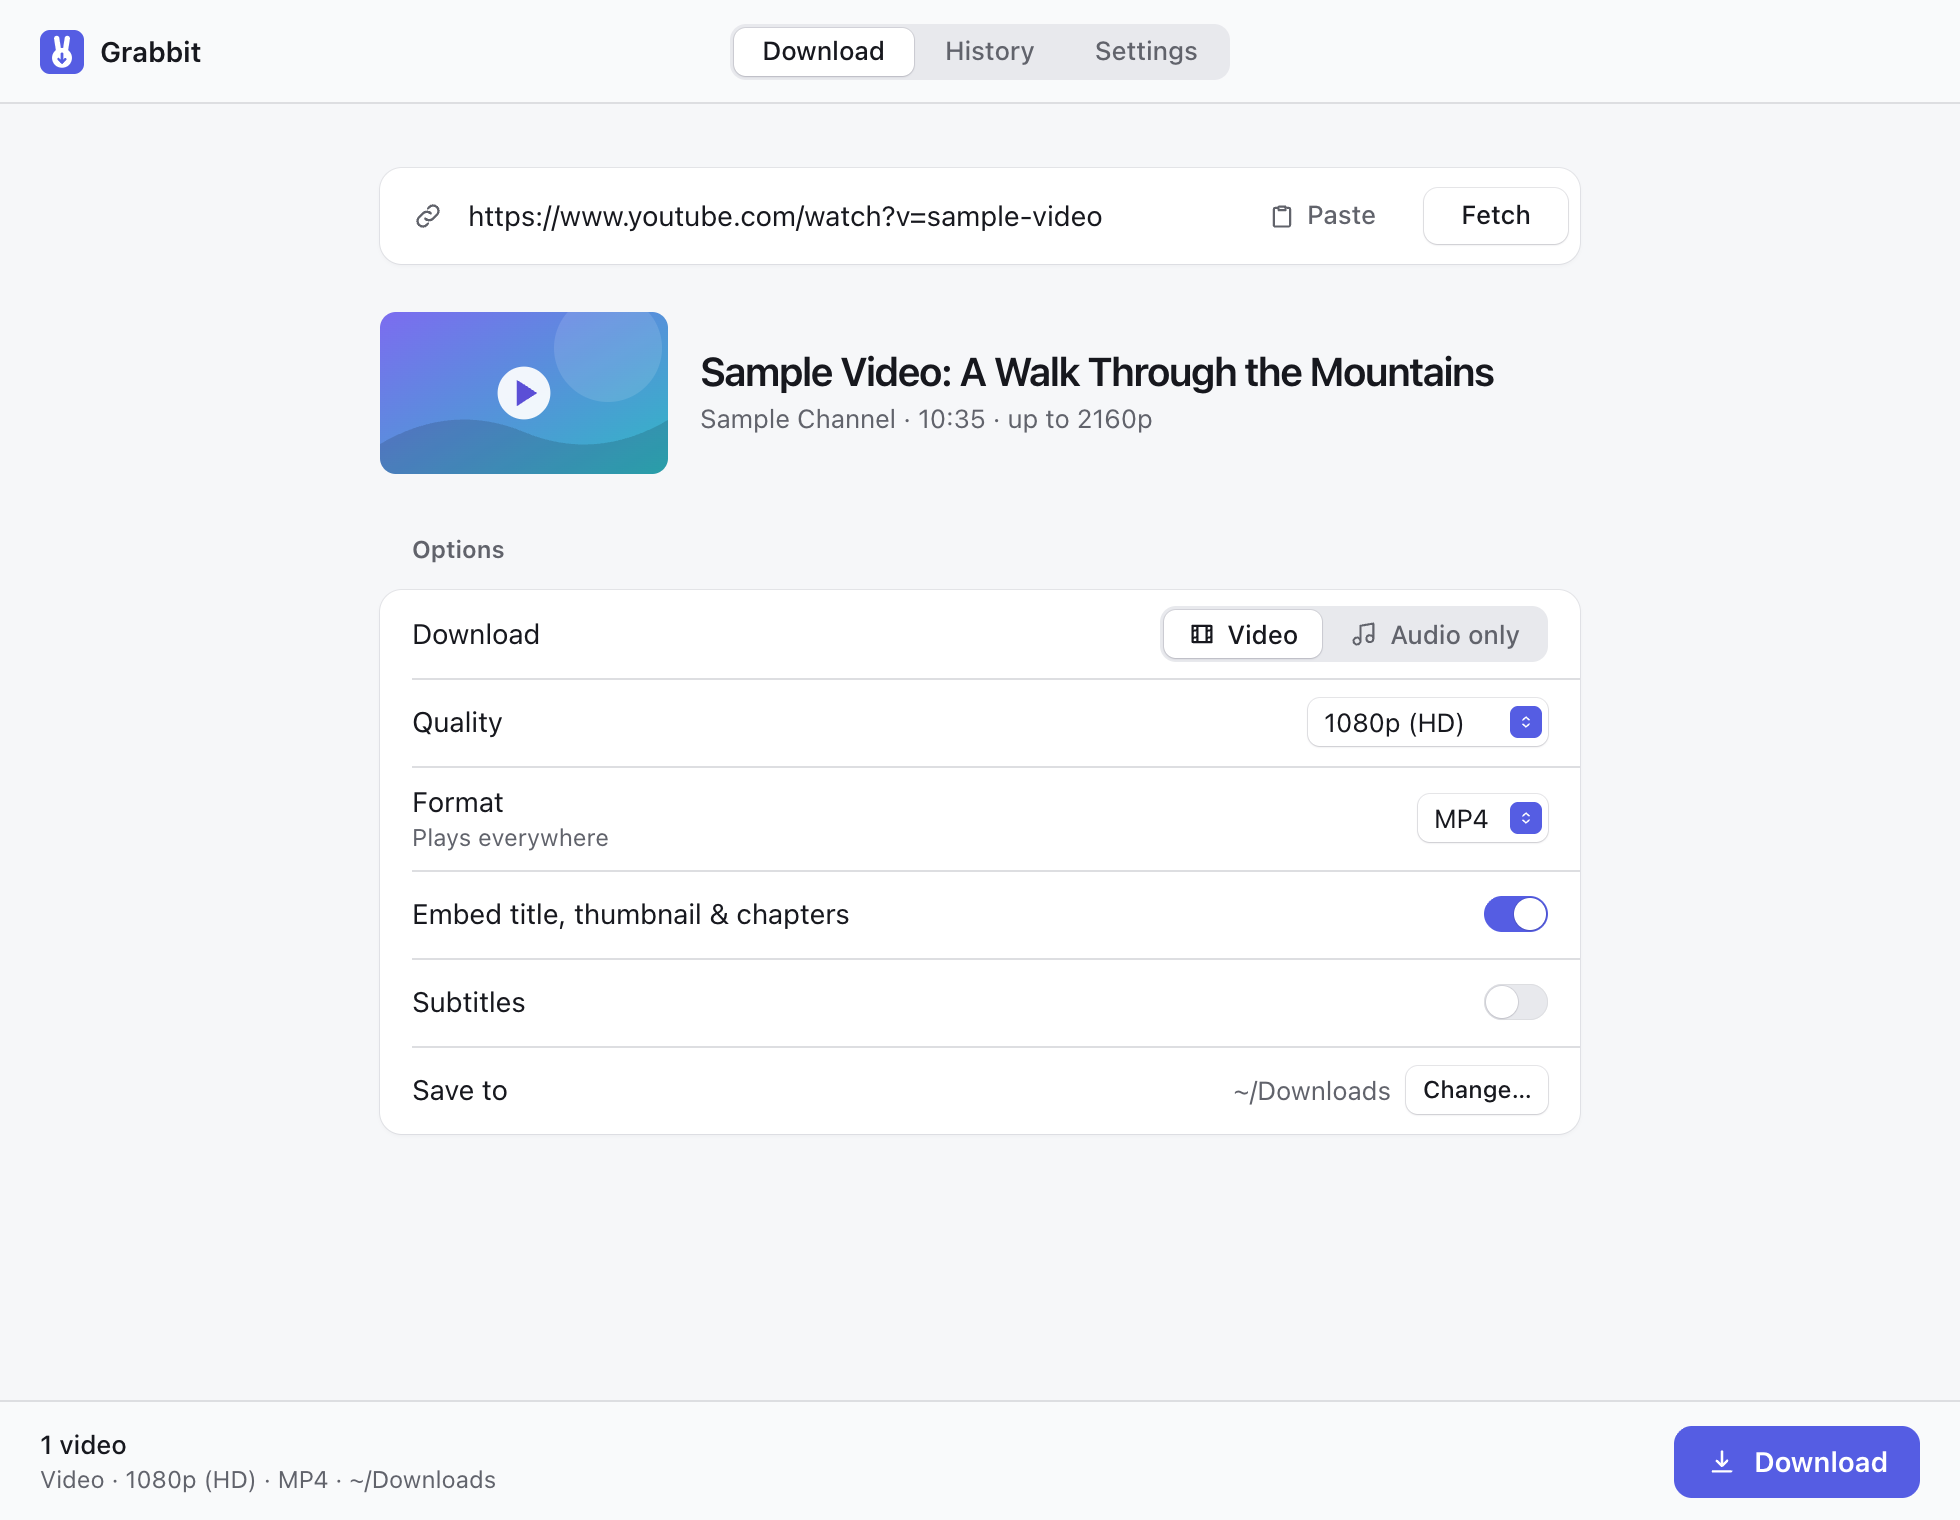 Grabbit
Download
History
Settings
https://www.youtube.com/watch?v=sample-video
Paste
Fetch
Sample Video: A Walk Through the Mountains
Sample Channel · 10:35 · up to 2160p
Options
Download
Video
Audio only
Quality
1080p (HD)
Format
Plays everywhere
MP4
Embed title, thumbnail & chapters
Subtitles
Save to
~/Downloads
Change...
1 video
Video · 1080p (HD) · MP4 · ~/Downloads
Download